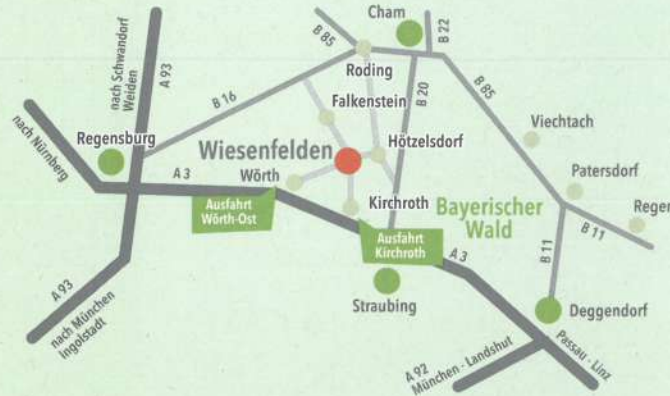 Cham
B 85
B 22
nach Schwandorf
Weiden
A 93
Roding
B 20
B 16
Falkenstein
B 85
Viechtach
nach Nürnberg
Regensburg
Wiesenfelden
Hötzelsdorf
A 3
Wörth
Patersdorf
Kirchroth
Regen
Ausfahrt
Wörth-Ost
Bayerischer
Wald
B 11
Ausfahrt
Kirchroth
A 3
B 11
A 93
nach München
Ingolstadt
Straubing
Deggendorf
Passau - Linz
A 92
München - Landshut